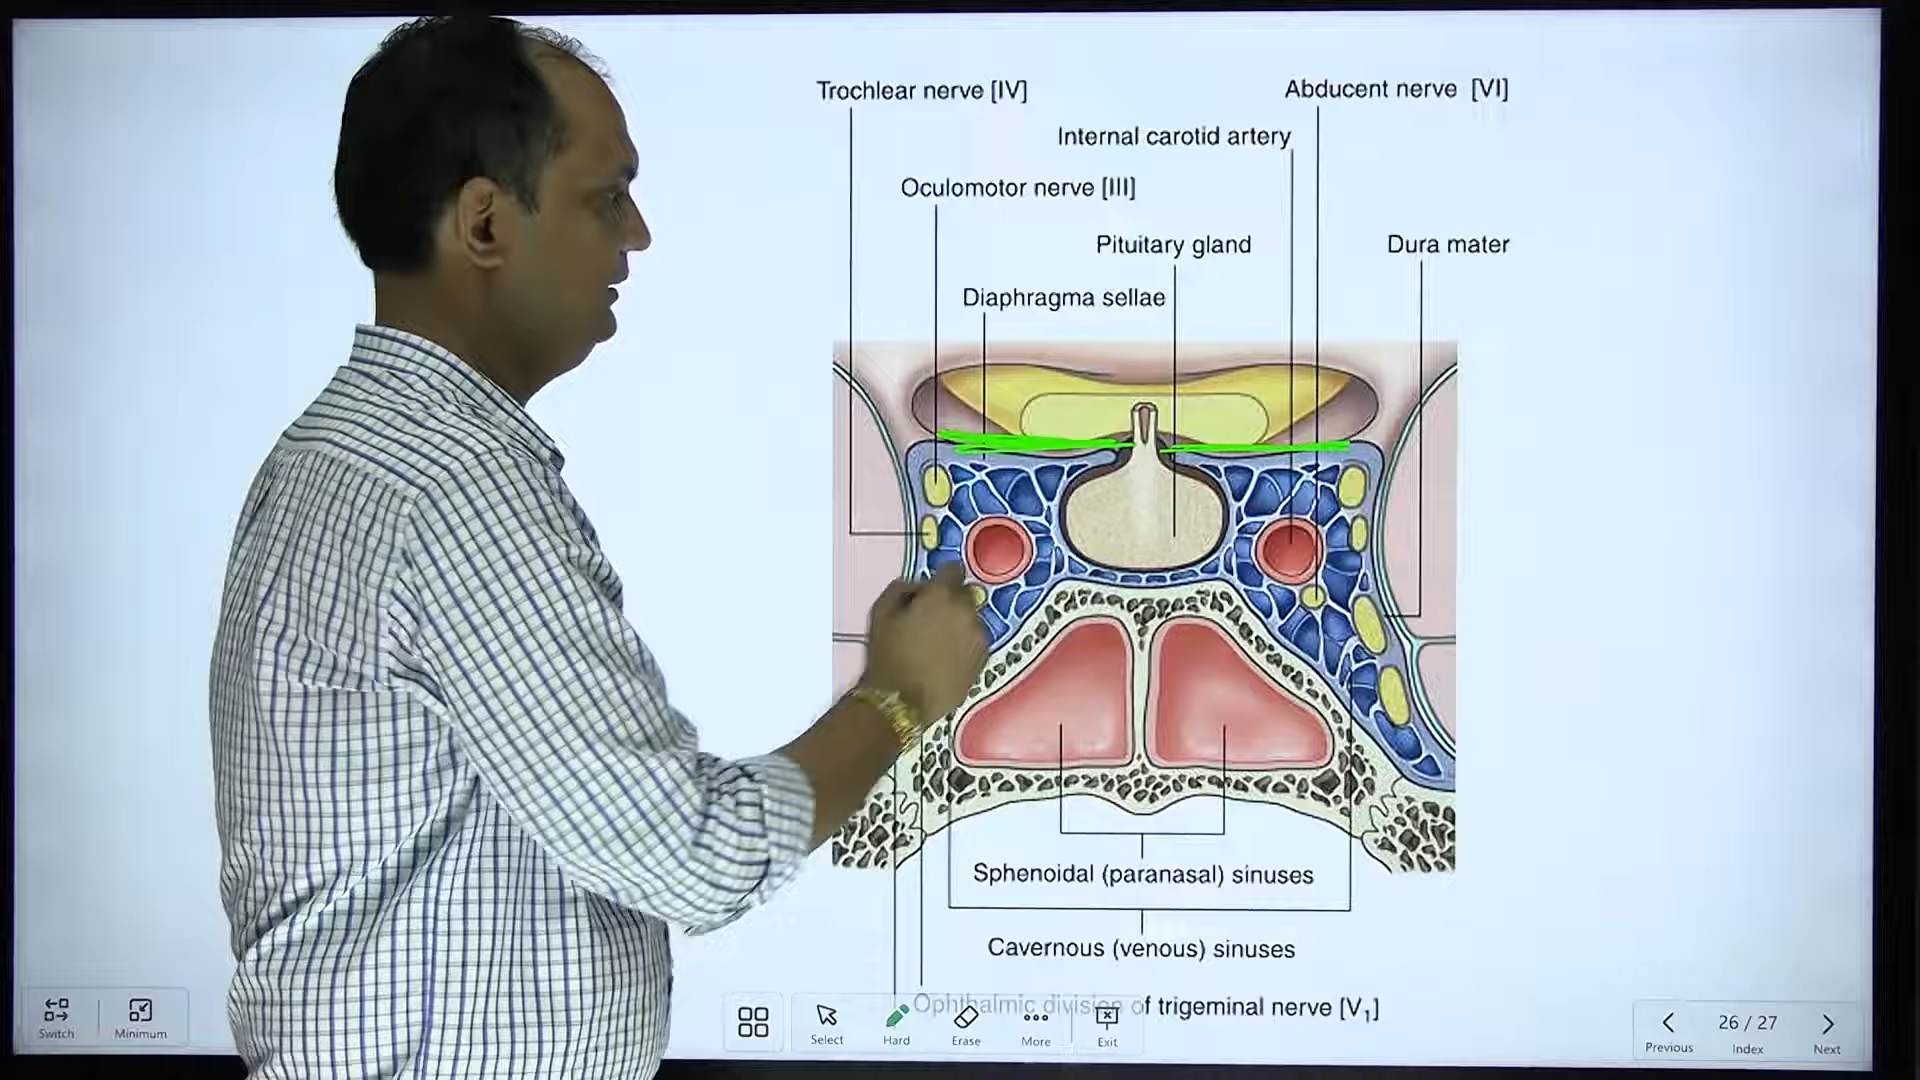 Trochlear nerve [IV]
Abducent nerve [VI]
Internal carotid artery
Oculomotor nerve [III]
Pituitary gland
Dura mater
Diaphragma sellae
Sphenoidal (paranasal) sinuses
Cavernous (venous) sinuses
Ophthalmic division of trigeminal nerve [V₁]
Switch
Minimum
Select
Hard
Erase
More
Exit
Previous
26 / 27
Index
Next